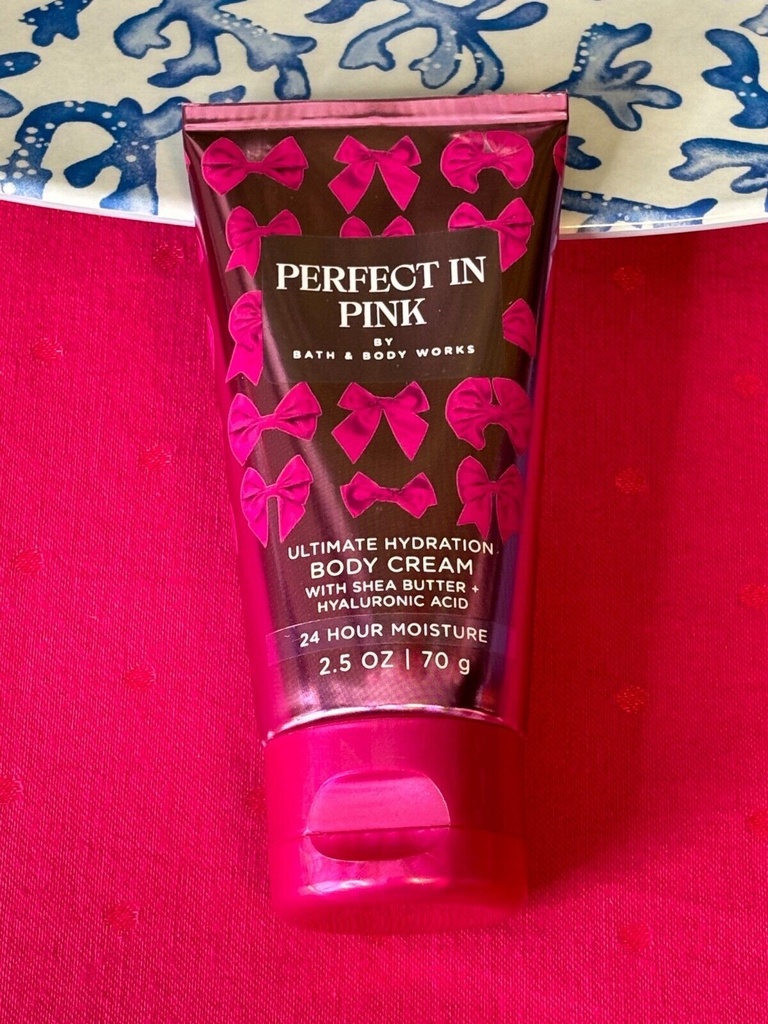 PERFECT IN
PINK
BY
BATH & BODY WORKS
ULTIMATE HYDRATION
BODY CREAM
WITH SHEA BUTTER +
HYALURONIC ACID
24 HOUR MOISTURE
2.5 OZ | 70 g